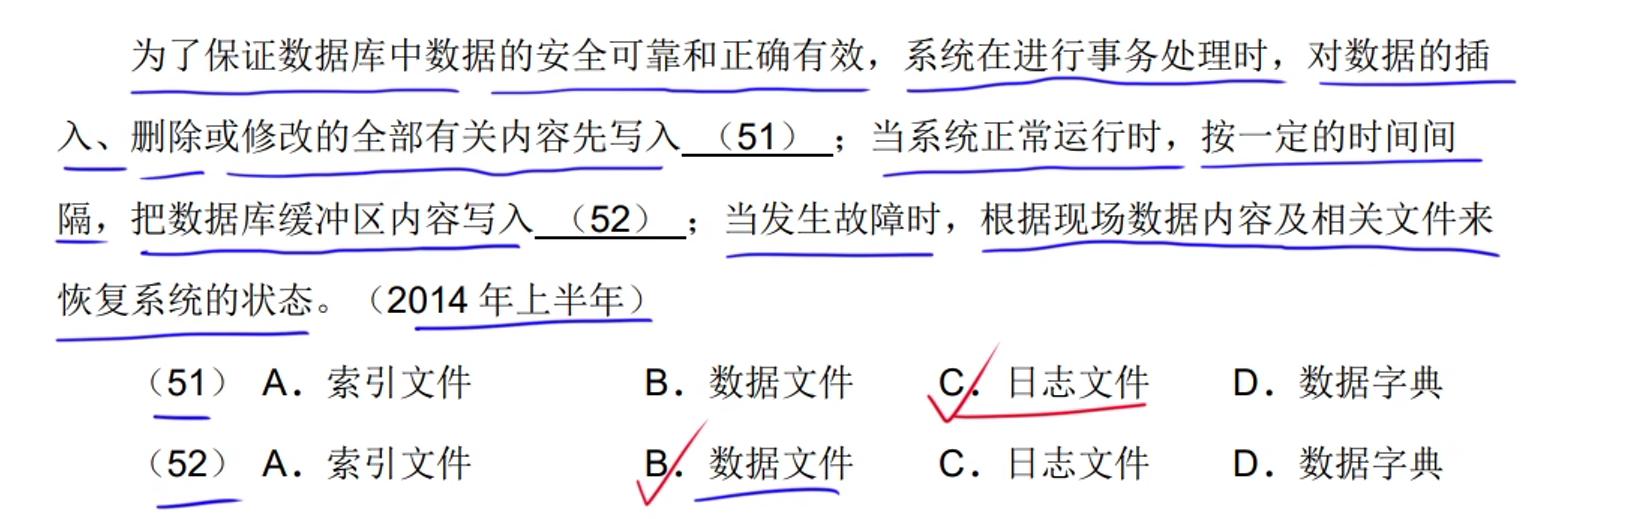 为了保证数据库中数据的安全可靠和正确有效，系统在进行事务处理时，对数据的插
入、删除或修改的全部有关内容先写入（51）；当系统正常运行时，按一定的时间间
隔，把数据库缓冲区内容写入（52）；当发生故障时，根据现场数据内容及相关文件来
恢复系统的状态。（2014 年上半年）
（51） A．索引文件 B．数据文件 C．日志文件 D．数据字典
（52） A．索引文件 B．数据文件 C．日志文件 D．数据字典